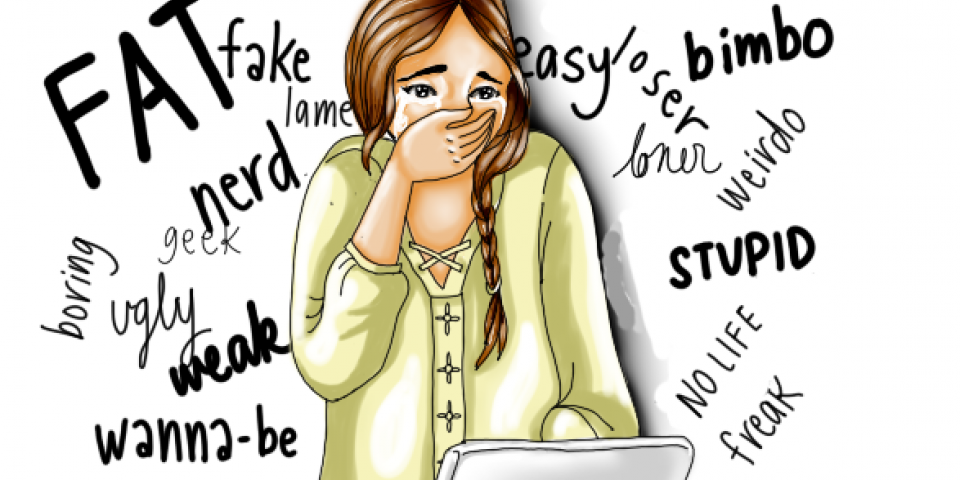 FAT
fake
lame
nerd
geek
boring
ugly
weak
wanna-be
easy
loser
bimbo
loner
weirdo
STUPID
NO LIFE
freak